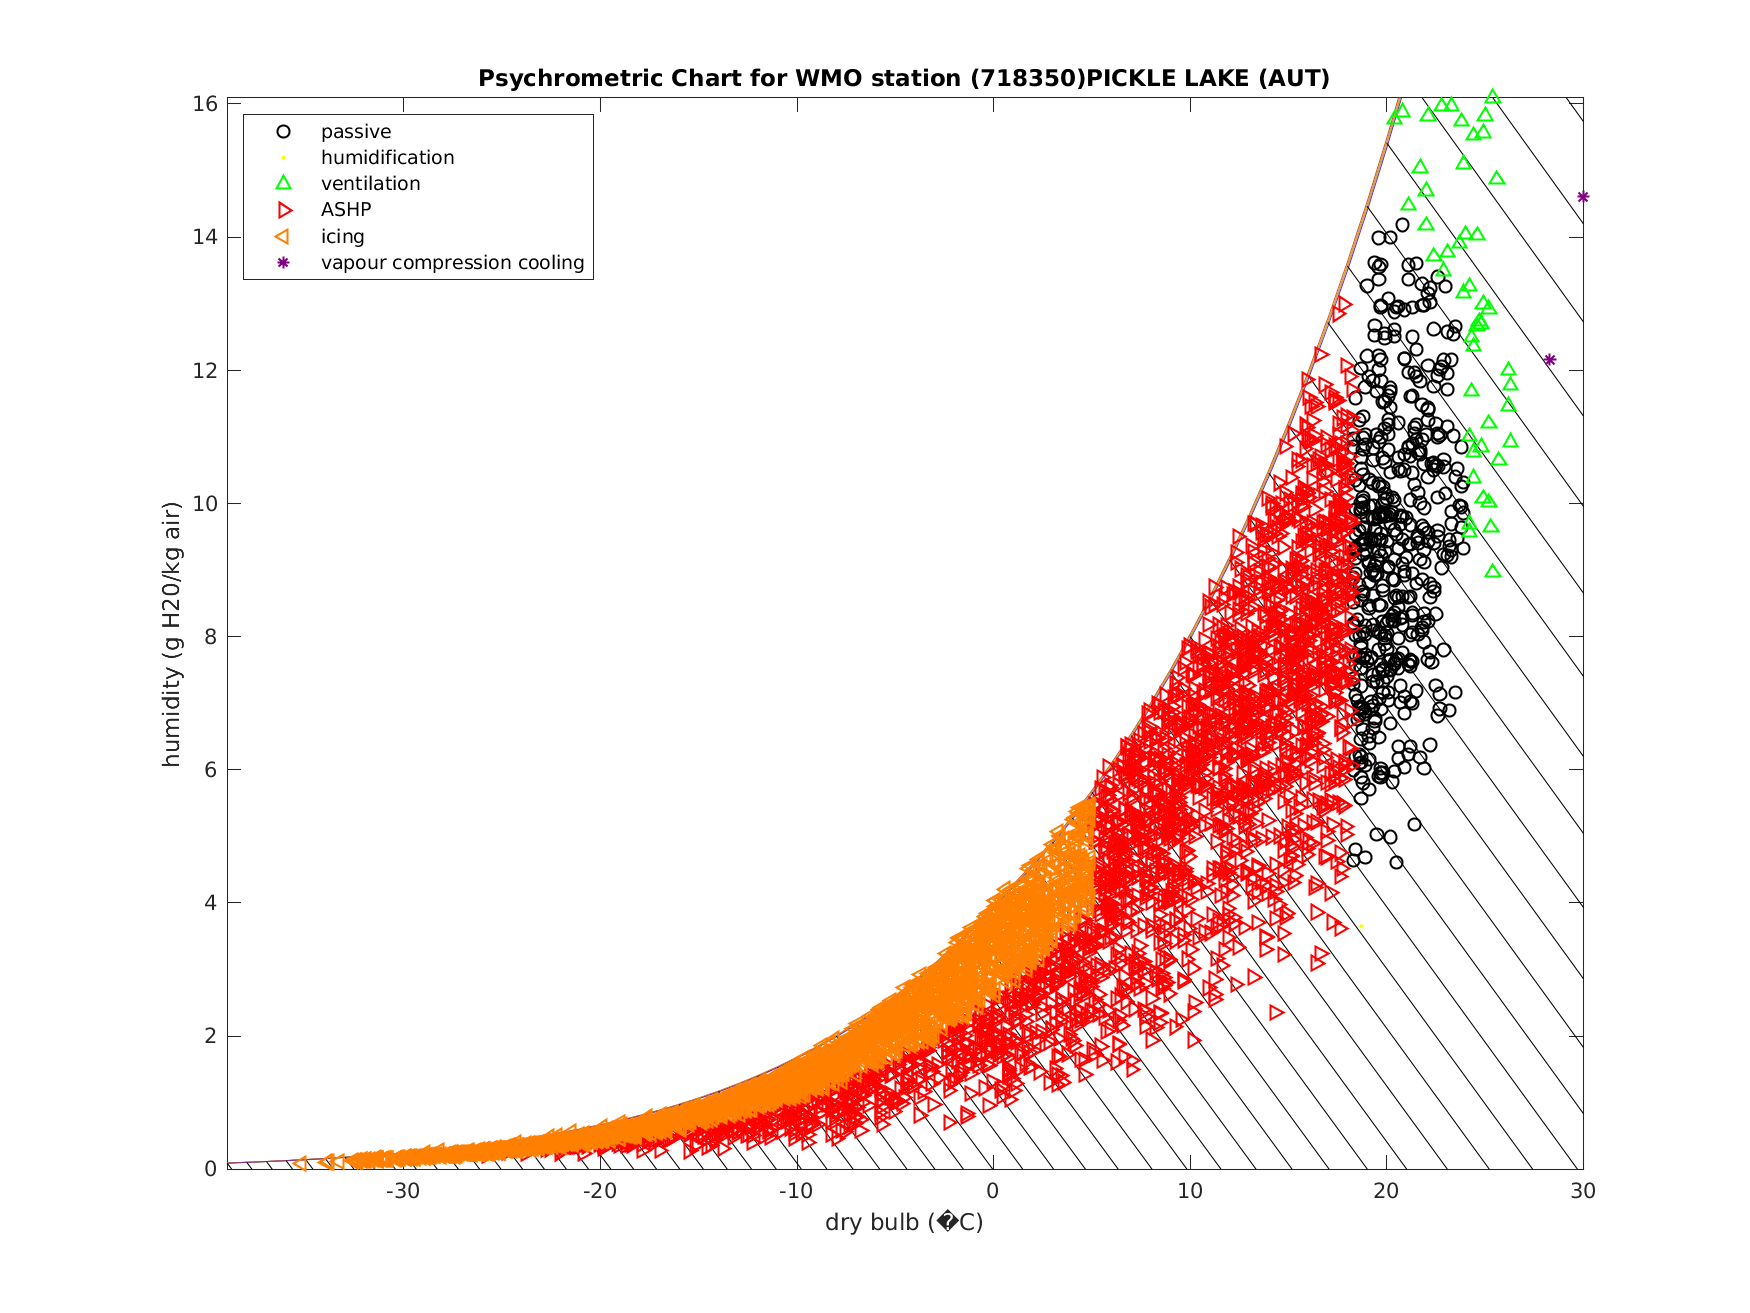 Psychrometric Chart for WMO station (718350)PICKLE LAKE (AUT)
passive
humidification
ventilation
ASHP
icing
vapour compression cooling
humidity (g H20/kg air)
16
14
12
10
8
6
4
2
0
-30 -20 -10 0 10 20 30
dry bulb (�C)